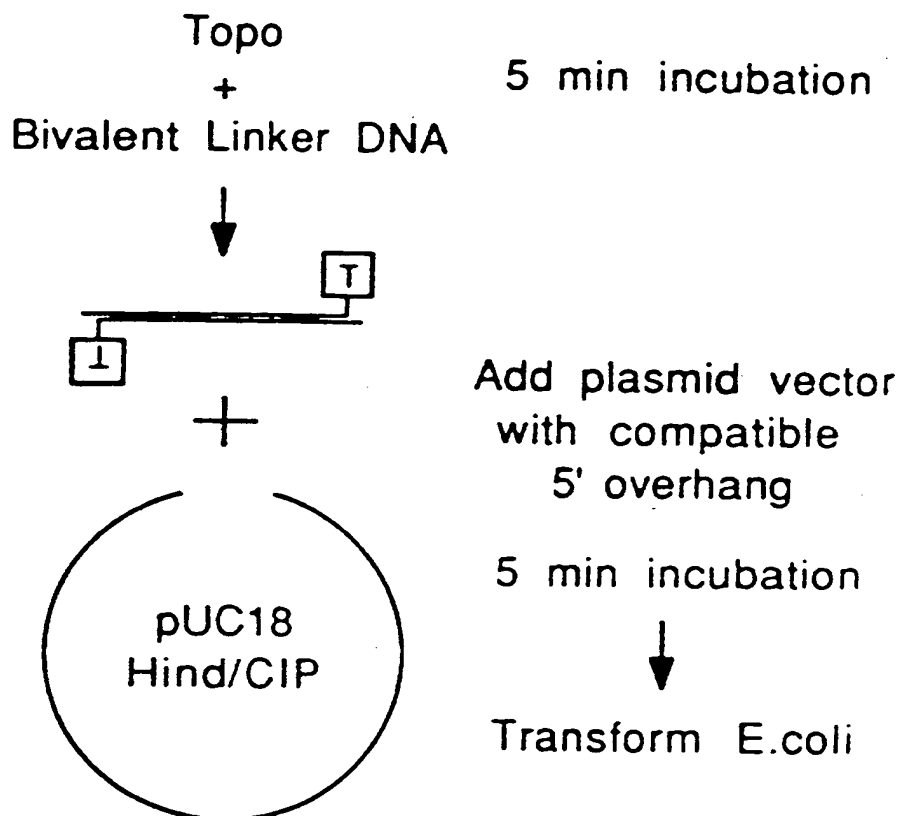 Topo
+
Bivalent Linker DNA
5 min incubation
T
T
+
Add plasmid vector
with compatible
5' overhang
5 min incubation
pUC18
Hind/CIP
Transform E.coli